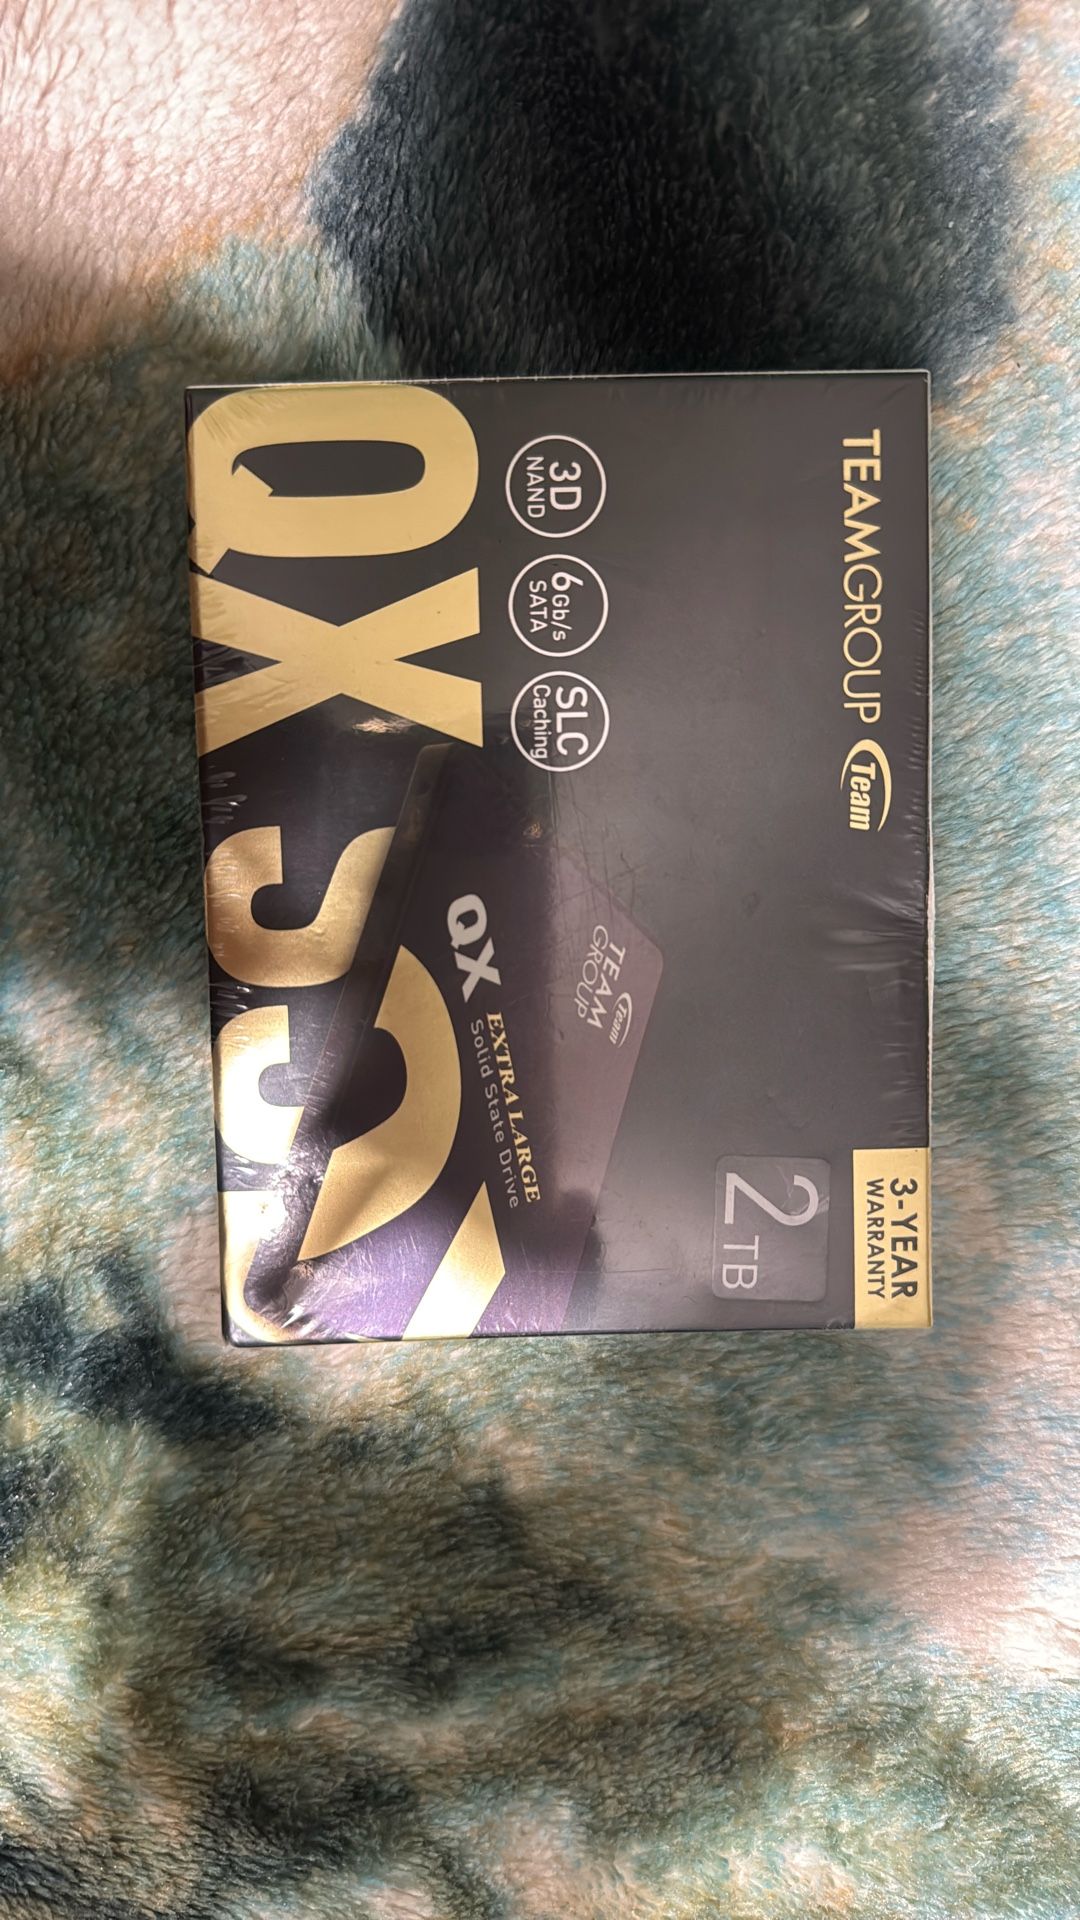 TEAMGROUP Team
3-YEAR
WARRANTY
2TB
3D
NAND
6Gb/s
SATA
SLC
Caching
TEAM
GROUP
Team
QX
EXTRA LARGE
Solid State Drive
QX